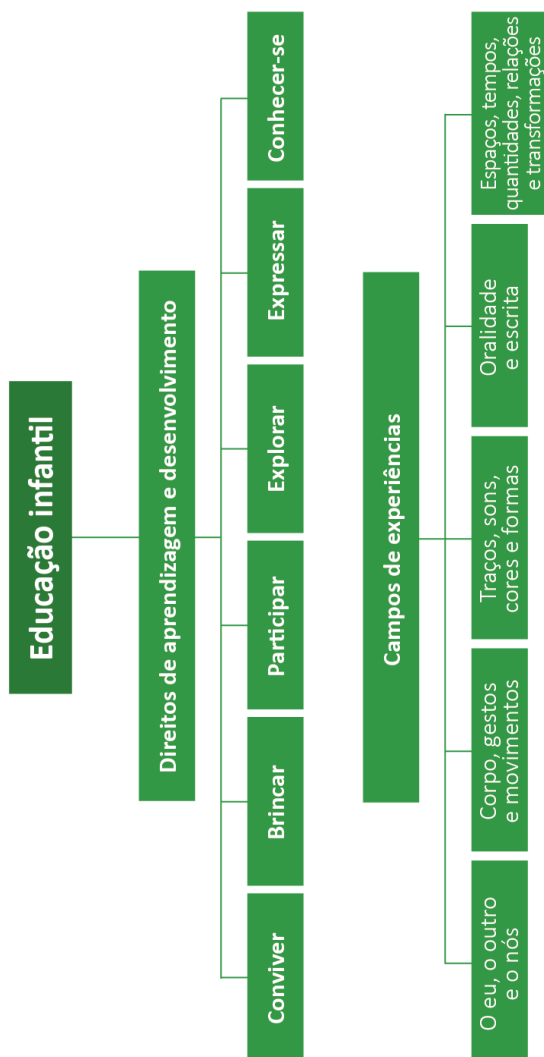 Educação infantil
Direitos de aprendizagem e desenvolvimento
Conviver
Brincar
Participar
Explorar
Expressar
Conhecer-se
Campos de experiências
O eu, o outro
e o nós
Corpo, gestos
e movimentos
Traços, sons,
cores e formas
Oralidade
e escrita
Espaços, tempos,
quantidades, relações
e transformações